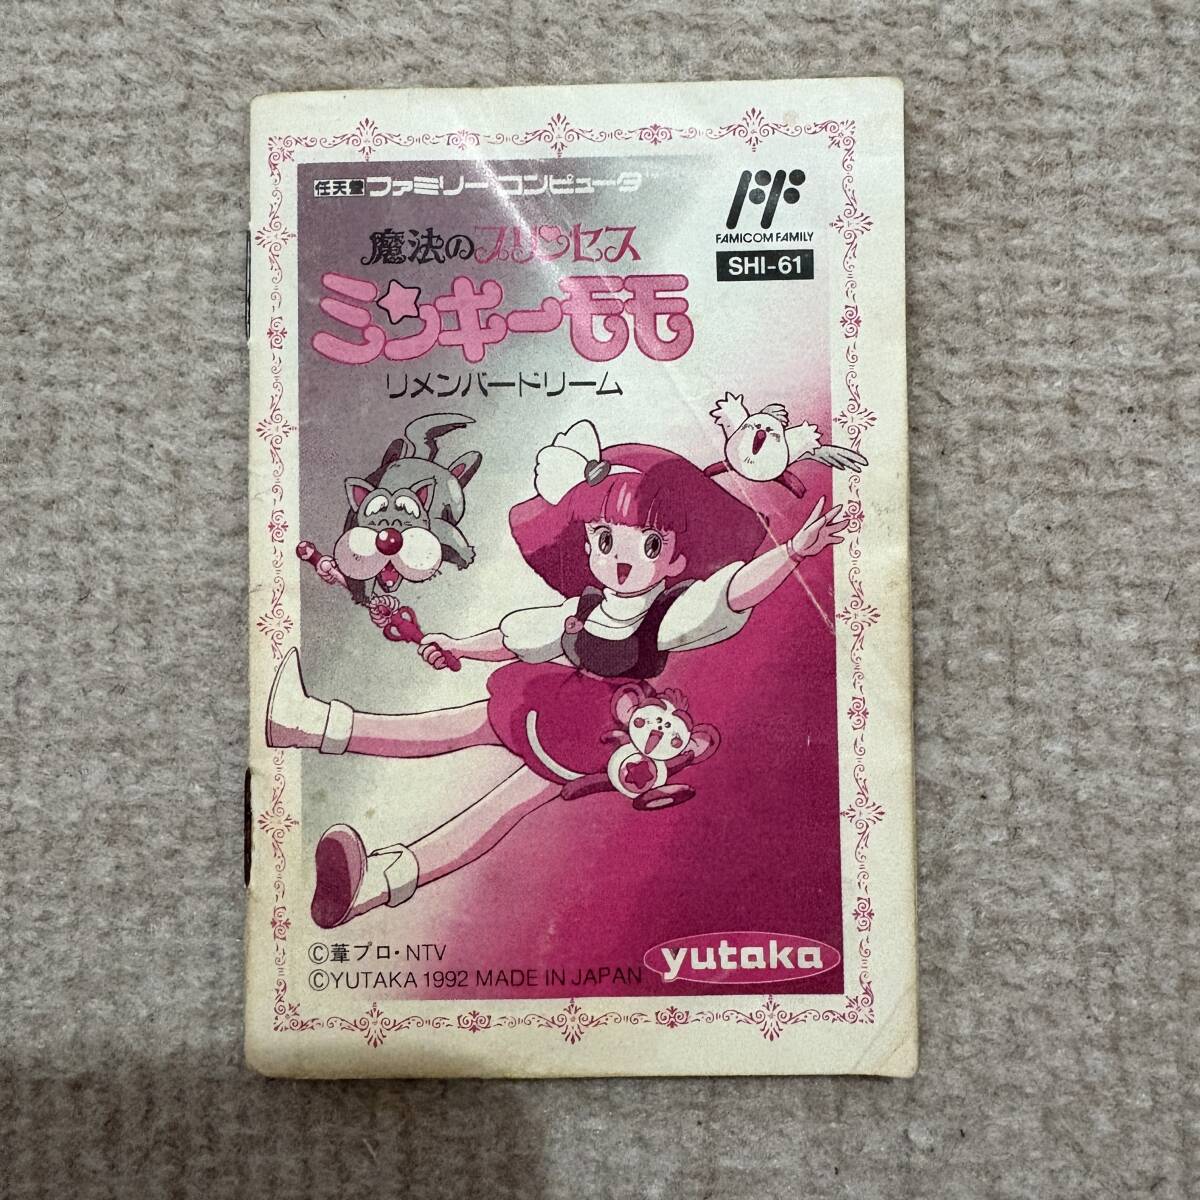 任天堂 ファミリーコンピュータ™
FAMICOM FAMILY
SHI-61
魔法のプリンセス
ミンキーモモ
リメンバードリーム
©葦プロ・NTV
©YUTAKA 1992 MADE IN JAPAN
yutaka